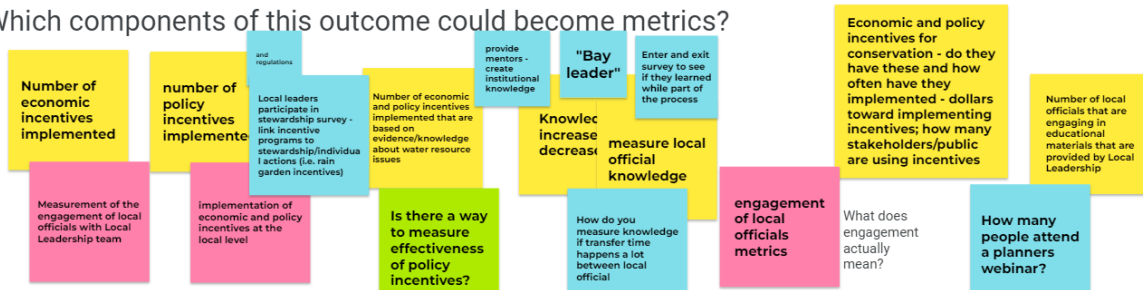 Which components of this outcome could become metrics?
Number of
economic
incentives
implemented
number of
policy
incentives
implemente
and
regulations
Local leaders
participate in
stewardship survey -
link incentive
programs to
stewardship/individua
l actions (i.e. rain
garden incentives)
Number of economic
and policy incentives
implemented that are
based on
evidence/knowledge
about water resource
issues
provide
mentors -
create
institutional
knowledge
"Bay
leader"
Enter and exit
survey to see
if they learned
while part of
the process
Knowled
increase
decrease
measure local
official
knowledge
Economic and policy
incentives for
conservation - do they
have these and how
often have they
implemented - dollars
toward implementing
incentives; how many
stakeholders/public
are using incentives
Number of local
officials that are
engaging in
educational
materials that are
provided by Local
Leadership
Measurement of the
engagement of local
officials with Local
Leadership team
implementation of
economic and policy
incentives at the
local level
Is there a way
to measure
effectiveness
of policy
incentives?
How do you
measure knowledge
if transfer time
happens a lot
between local
official
engagement
of local
officials
metrics
What does
engagement
actually
mean?
How many
people attend
a planners
webinar?